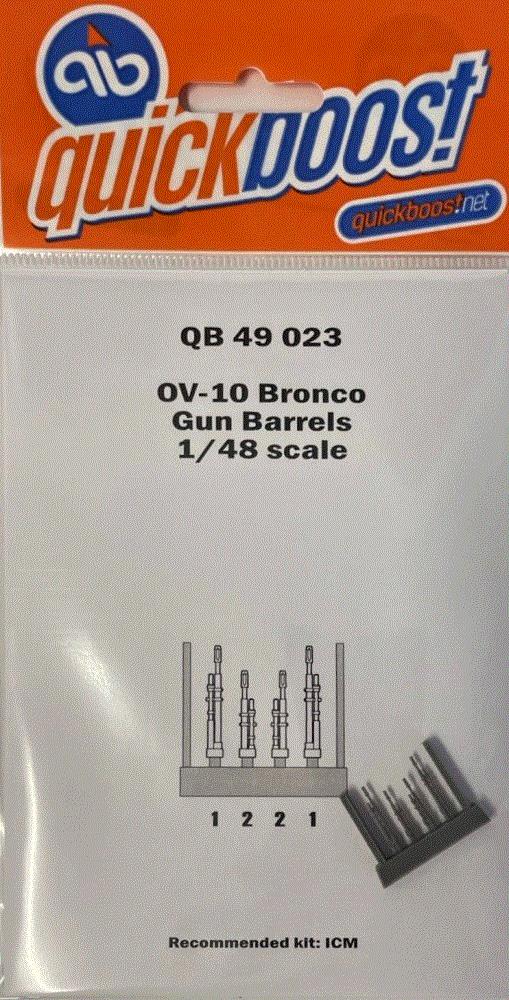 qb
quickboost
quickboost.net
QB 49 023
OV-10 Bronco
Gun Barrels
1/48 scale
1 2 2 1
Recommended kit: ICM